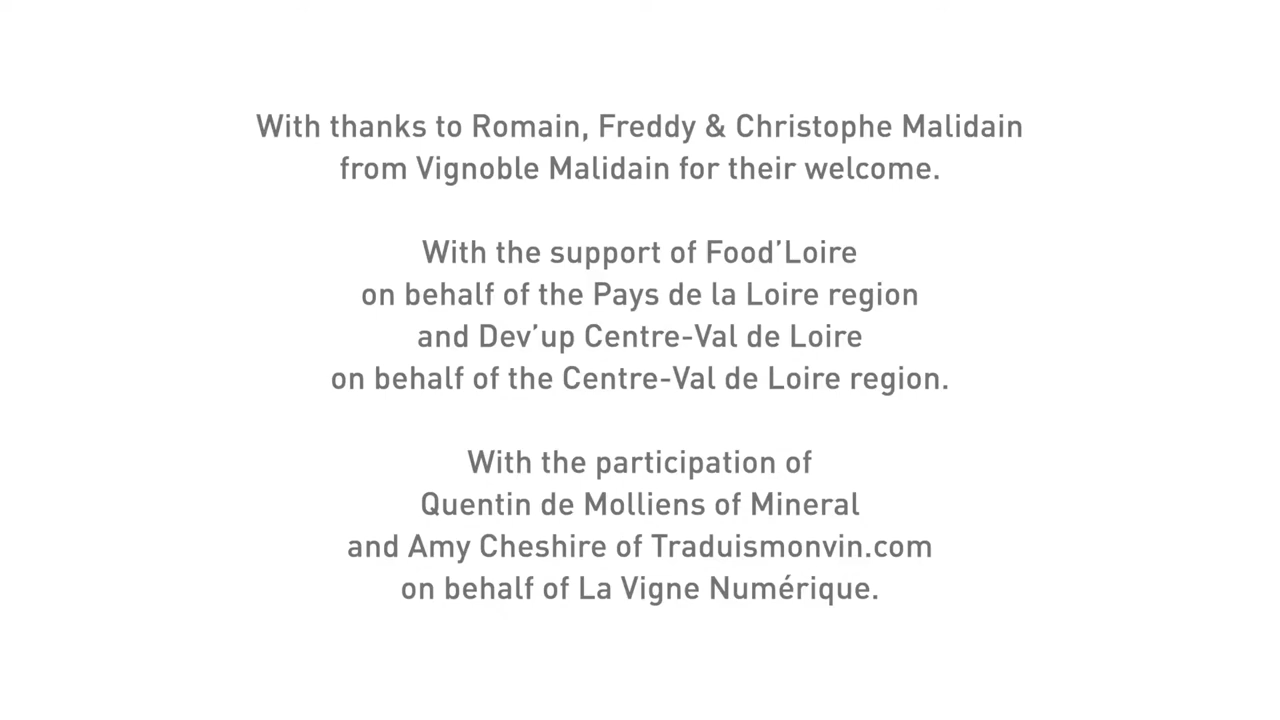 With thanks to Romain, Freddy & Christophe Malidain
from Vignoble Malidain for their welcome.
With the support of Food’Loire
on behalf of the Pays de la Loire region
and Dev’up Centre-Val de Loire
on behalf of the Centre-Val de Loire region.
With the participation of
Quentin de Molliens of Mineral
and Amy Cheshire of Traduismonvin.com
on behalf of La Vigne Numérique.